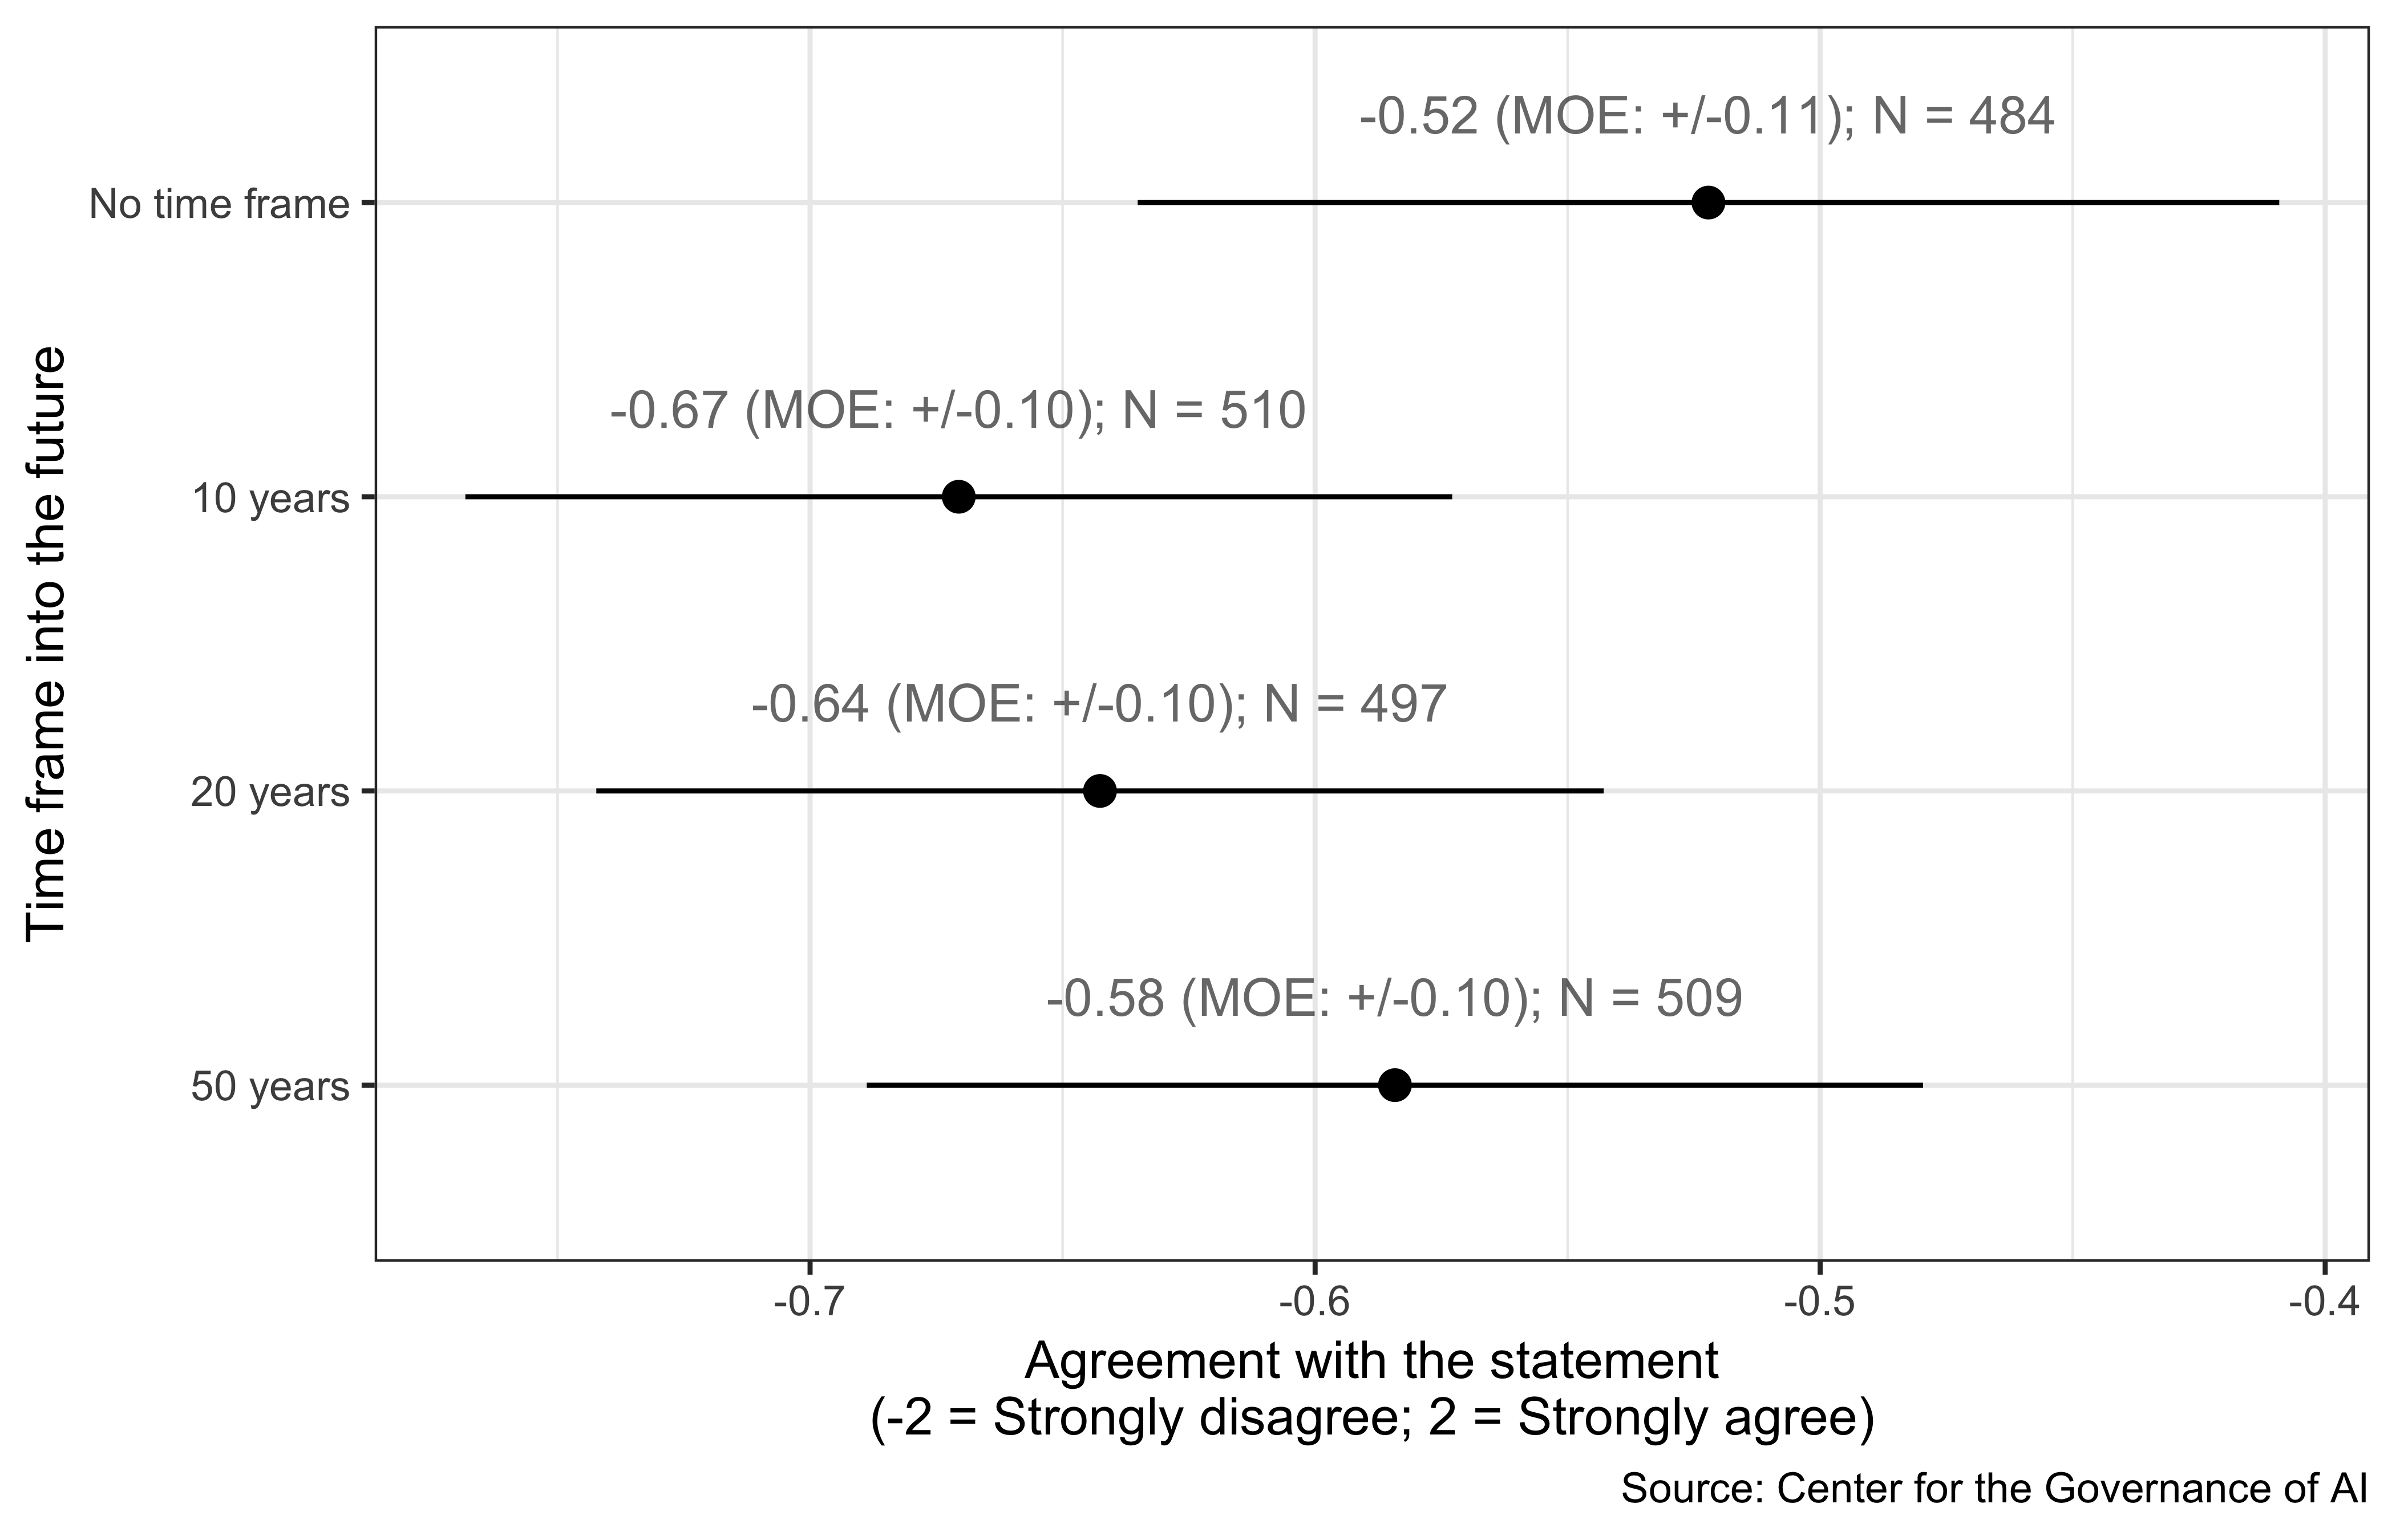 -0.52 (MOE: +/-0.11); N = 484
No time frame
-0.67 (MOE: +/-0.10); N = 510
10 years
-0.64 (MOE: +/-0.10); N = 497
20 years
-0.58 (MOE: +/-0.10); N = 509
50 years
Time frame into the future
-0.7 -0.6 -0.5 -0.4
Agreement with the statement
(-2 = Strongly disagree; 2 = Strongly agree)
Source: Center for the Governance of AI